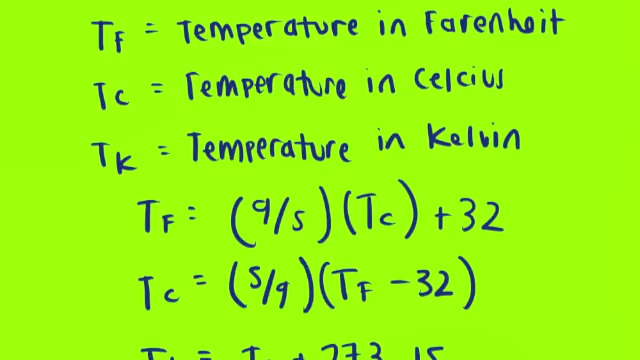 TF = Temperature in Farenheit
Tc = Temperature in Celcius
TK = Temperature in Kelvin
TF = (9/5)(Tc) + 32
Tc = (5/9)(TF - 32)